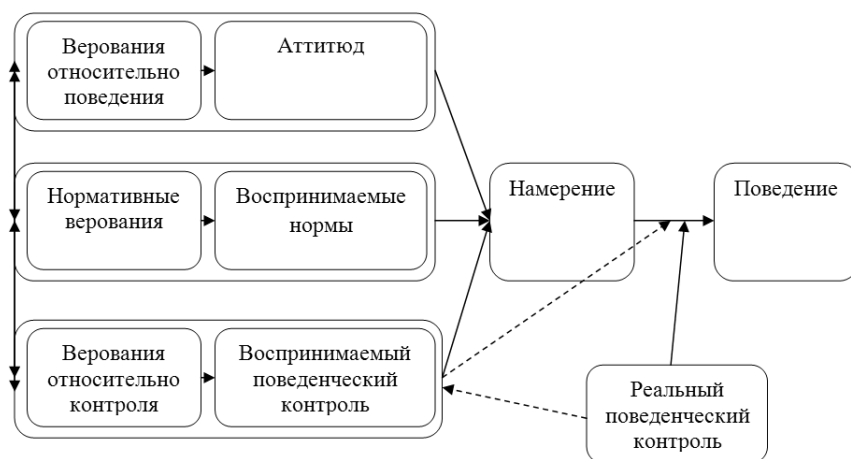 Верования
относительно
поведения
Аттитюд
Нормативные
верования
Воспринимаемые
нормы
Намерение
Поведение
Верования
относительно
контроля
Воспринимаемый
поведенческий
контроль
Реальный
поведенческий
контроль